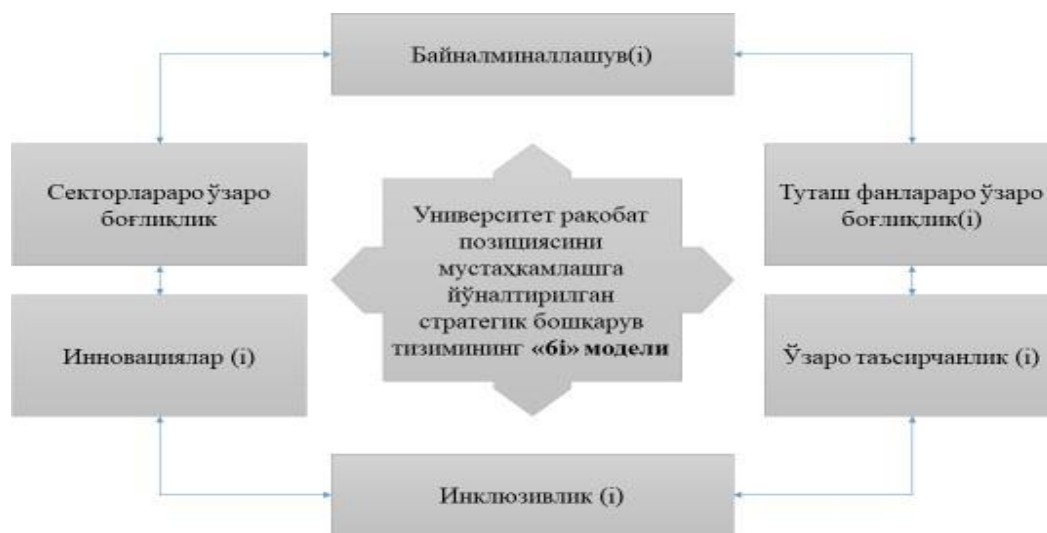 Байналминаллашув(i)
Секторлараро ўзаро
боғлиқлик
Туташ фанлараро ўзаро
боғлиқлик(i)
Университет рақобат
позициясини
мустаҳкамлашга
йўналтирилган
стратегик бошқарув
тизимининг «6i» модели
Инновациялар (i)
Ўзаро таъсирчанлик (i)
Инклюзивлик (i)